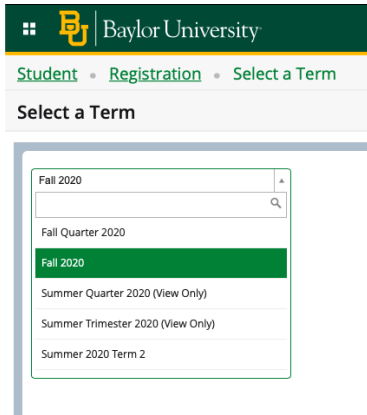 BU Baylor University
Student • Registration • Select a Term
Select a Term
Fall 2020
Fall Quarter 2020
Fall 2020
Summer Quarter 2020 (View Only)
Summer Trimester 2020 (View Only)
Summer 2020 Term 2